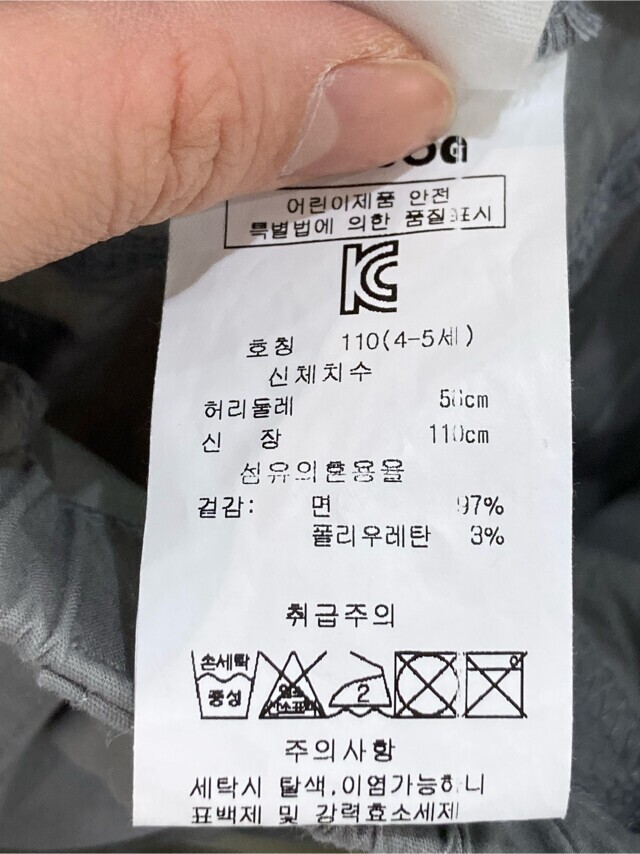 어린이제품 안전
특별법에 의한 품질표시
KC
호칭 110(4-5세)
신체치수
허리둘레
신 장 110cm
섬유의혼용율
겉감: 면 97%
폴리우레탄 3%
취급주의
손세탁
중성
2
주의사항
세탁시 탈색.이염가능하니
표백제 및 강력효소세제